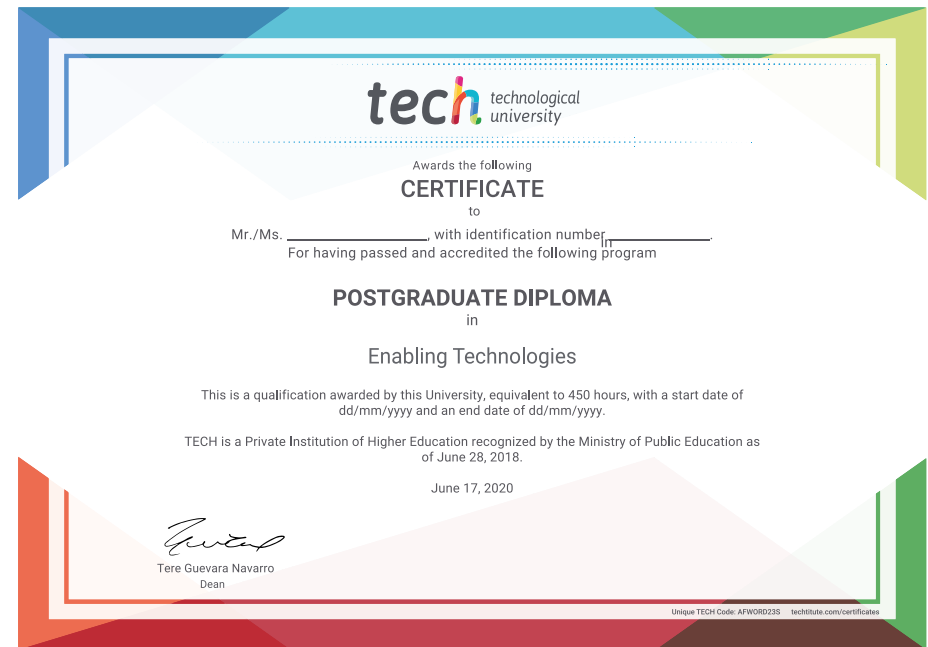 tech technological
university
Awards the following
CERTIFICATE
to
Mr./Ms. ____________, with identification number_________.
in
For having passed and accredited the following program
POSTGRADUATE DIPLOMA
in
Enabling Technologies
This is a qualification awarded by this University, equivalent to 450 hours, with a start date of
dd/mm/yyyy and an end date of dd/mm/yyyy.
TECH is a Private Institution of Higher Education recognized by the Ministry of Public Education as
of June 28, 2018.
June 17, 2020
Tere Guevara Navarro
Dean
Unique TECH Code: AFWORD23S techtitute.com/certificates